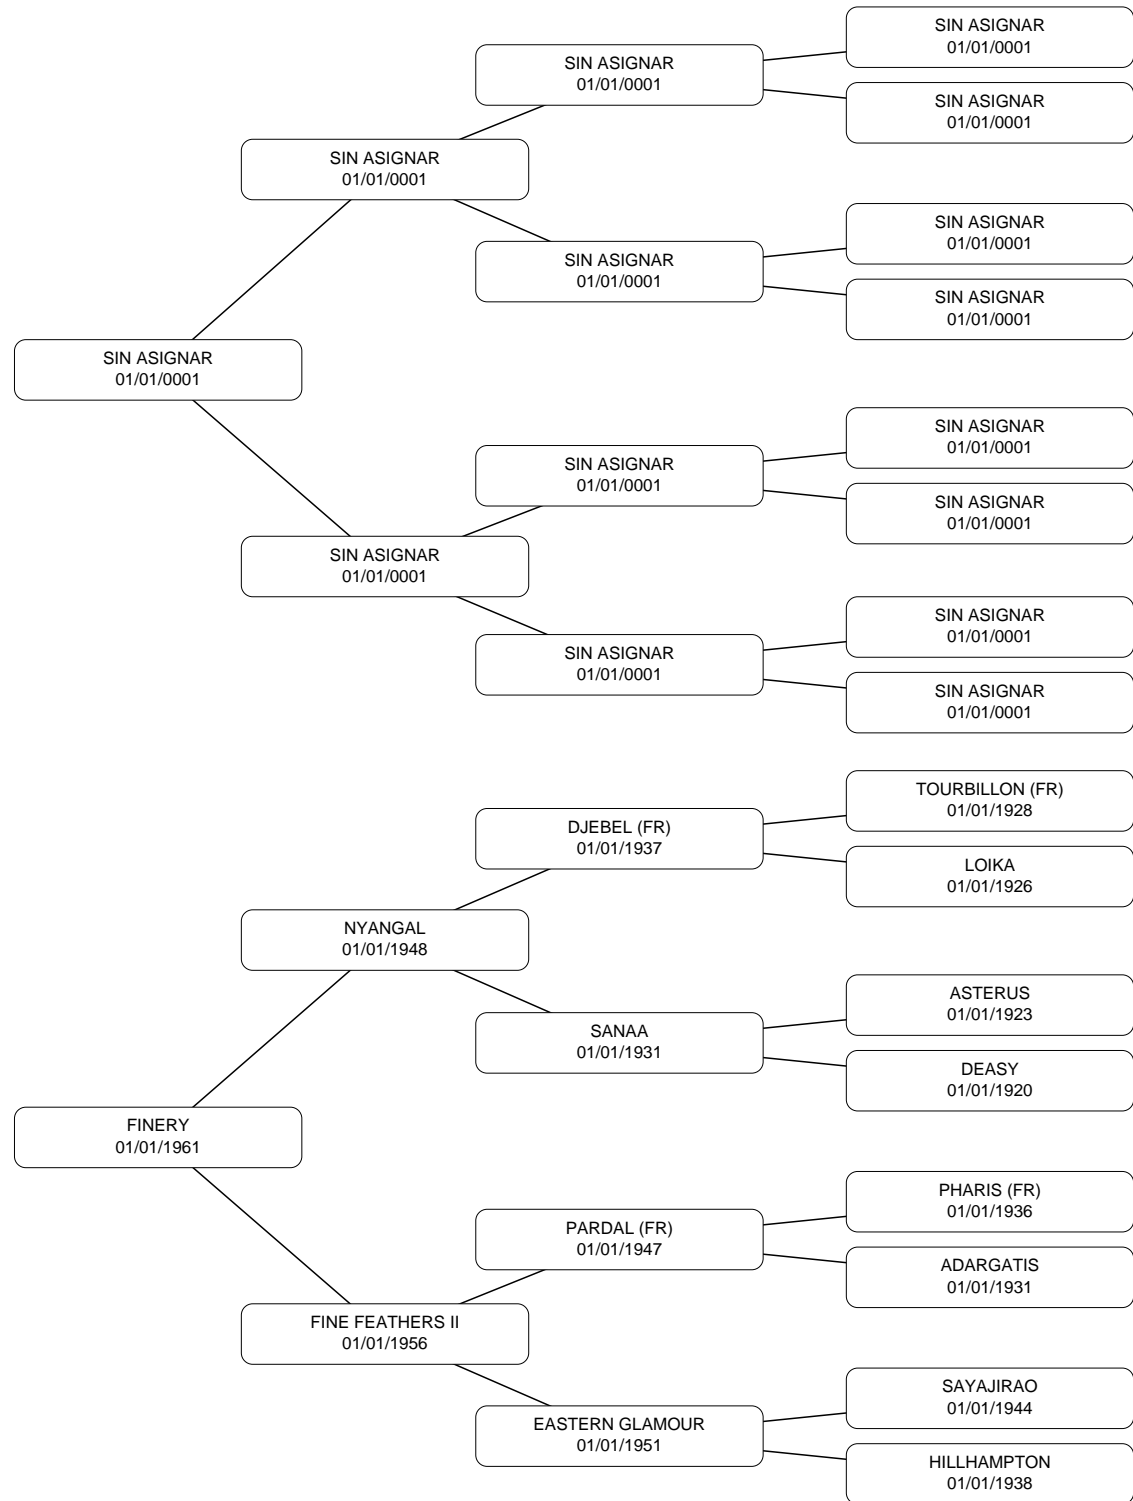 SIN ASIGNAR
01/01/0001
SIN ASIGNAR
01/01/0001
SIN ASIGNAR
01/01/0001
SIN ASIGNAR
01/01/0001
SIN ASIGNAR
01/01/0001
SIN ASIGNAR
01/01/0001
SIN ASIGNAR
01/01/0001
SIN ASIGNAR
01/01/0001
SIN ASIGNAR
01/01/0001
SIN ASIGNAR
01/01/0001
SIN ASIGNAR
01/01/0001
SIN ASIGNAR
01/01/0001
SIN ASIGNAR
01/01/0001
SIN ASIGNAR
01/01/0001
SIN ASIGNAR
01/01/0001
TOURBILLON (FR)
01/01/1928
DJEBEL (FR)
01/01/1937
LOIKA
01/01/1926
NYANGAL
01/01/1948
ASTERUS
01/01/1923
SANAA
01/01/1931
DEASY
01/01/1920
FINERY
01/01/1961
PHARIS (FR)
01/01/1936
PARDAL (FR)
01/01/1947
ADARGATIS
01/01/1931
FINE FEATHERS II
01/01/1956
SAYAJIRAO
01/01/1944
EASTERN GLAMOUR
01/01/1951
HILLHAMPTON
01/01/1938